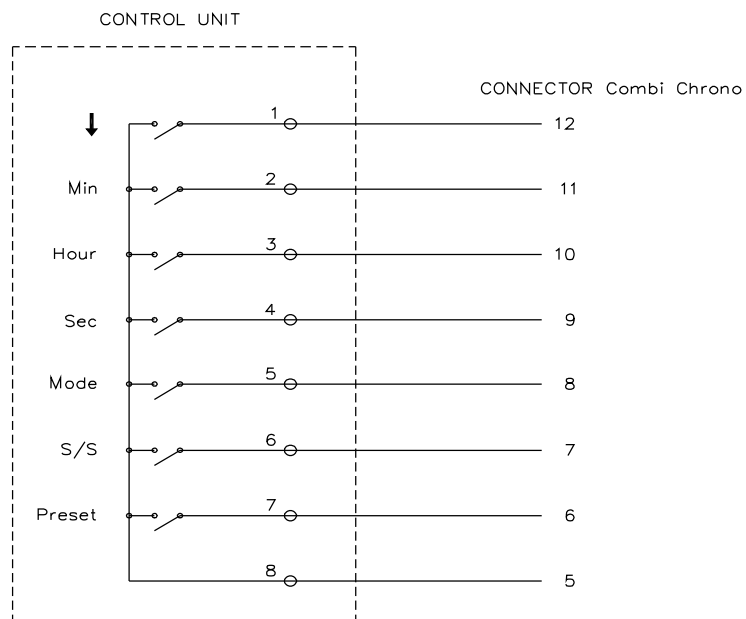 CONTROL UNIT
CONNECTOR Combi Chrono
1 12
Min 2 11
Hour 3 10
Sec 4 9
Mode 5 8
S/S 6 7
Preset 7 6
8 5